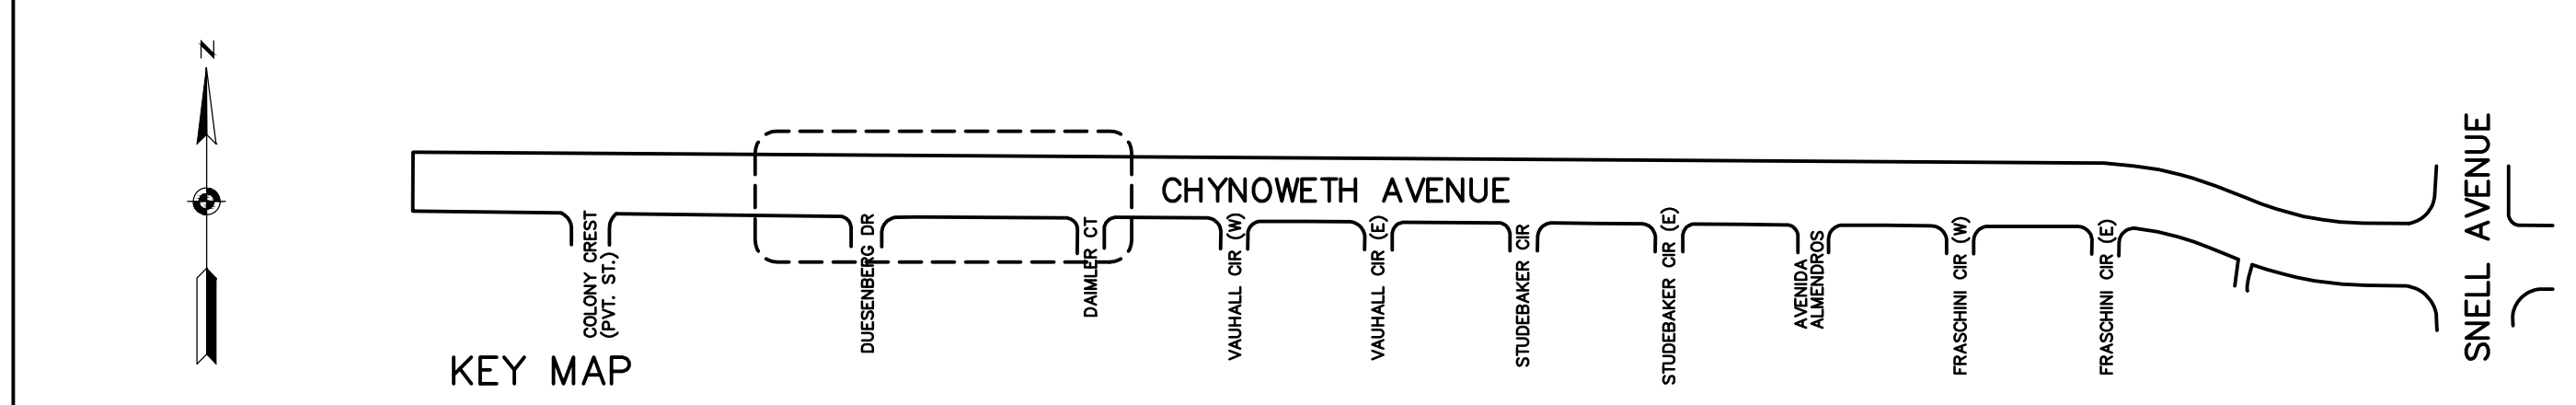 N
CHYNOWETH AVENUE
SNELL AVENUE
COLONY CREST
(PVT. ST.)
DUESENBERG DR
DAIMLER CT
VAUHALL CIR (W)
VAUHALL CIR (E)
STUDEBAKER CIR
STUDEBAKER CIR (E)
AVENIDA
ALMENDROS
FRASCHINI CIR (W)
FRASCHINI CIR (E)
KEY MAP